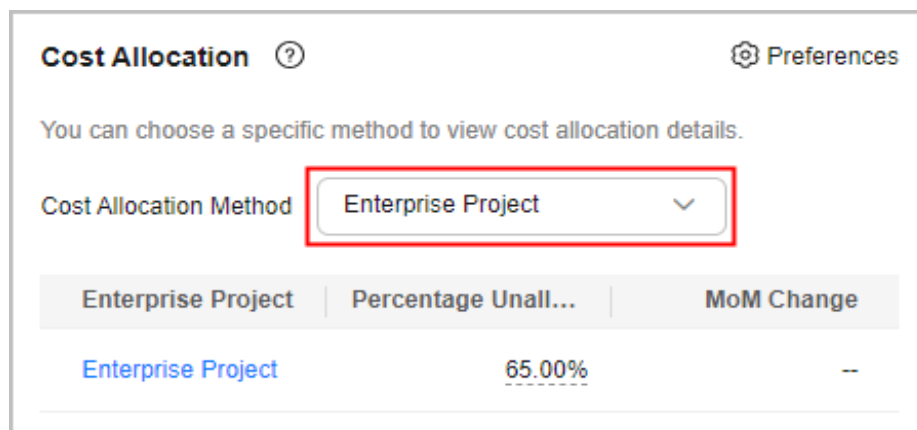 Cost Allocation
Preferences
You can choose a specific method to view cost allocation details.
Cost Allocation Method Enterprise Project
Enterprise Project Percentage Unall... MoM Change
Enterprise Project 65.00% --